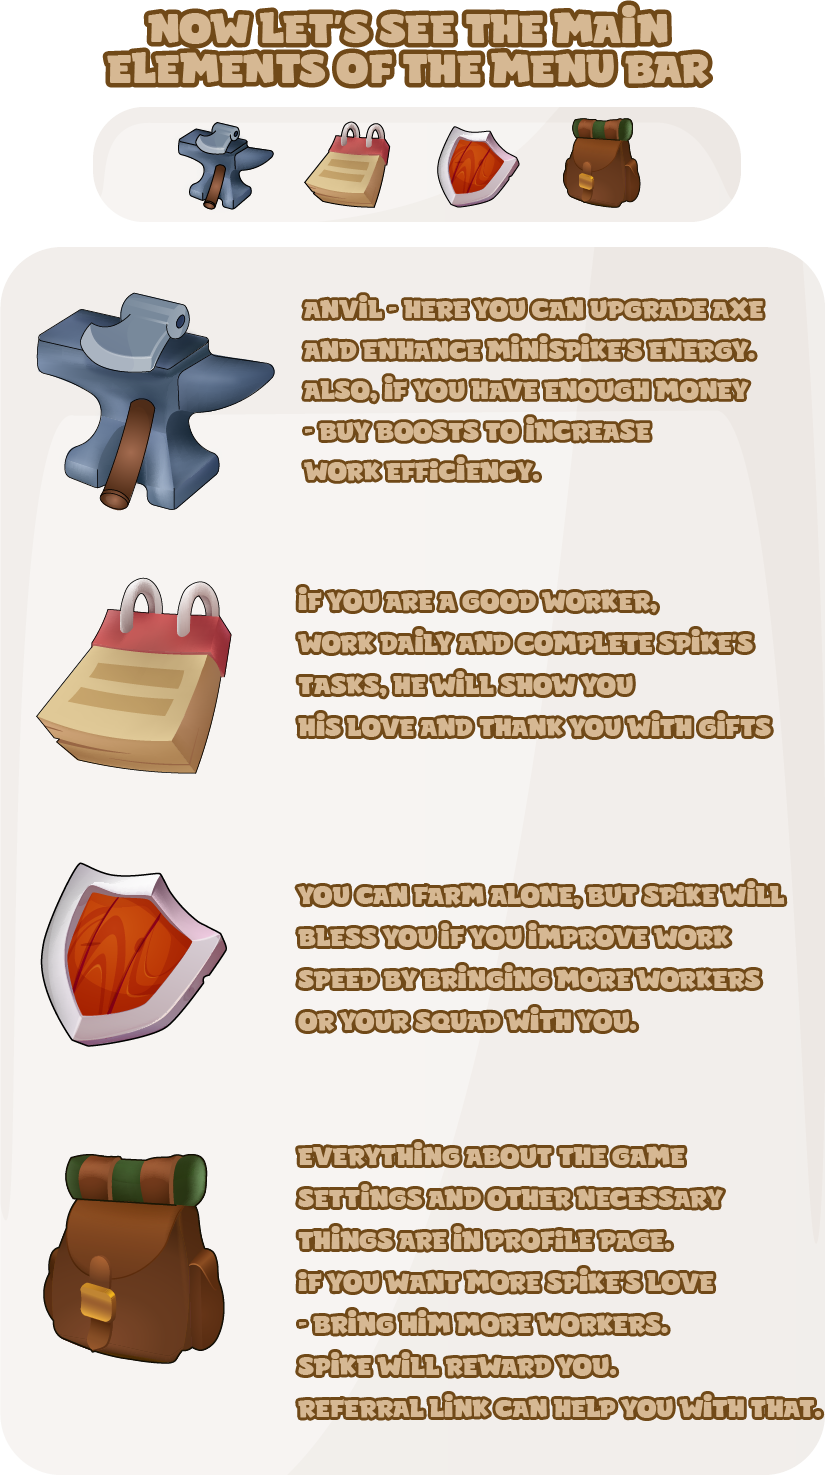 NOW LET'S SEE THE MAiN
ELEMENTS OF THE MENU BAR
ANViL - HERE YOU CAN UPGRADE AXE
AND ENHANCE MiNiSPiKE'S ENERGY.
ALSO, iF YOU HAVE ENOUGH MONEY
- BUY BOOSTS TO iNCREASE
WORK EFFiCiENCY.
iF YOU ARE A GOOD WORKER,
WORK DAiLY AND COMPLETE SPiKE'S
TASKS, HE WiLL SHOW YOU
HiS LOVE AND THANK YOU WiTH GiFTS
YOU CAN FARM ALONE, BUT SPiKE WiLL
BLESS YOU iF YOU iMPROVE WORK
SPEED BY BRiNGiNG MORE WORKERS
OR YOUR SQUAD WiTH YOU.
EVERYTHiNG ABOUT THE GAME
SETTiNGS AND OTHER NECESSARY
THiNGS ARE iN PROFiLE PAGE.
iF YOU WANT MORE SPiKE'S LOVE
- BRiNG HiM MORE WORKERS.
SPiKE WiLL REWARD YOU.
REFERRAL LiNK CAN HELP YOU WiTH THAT.